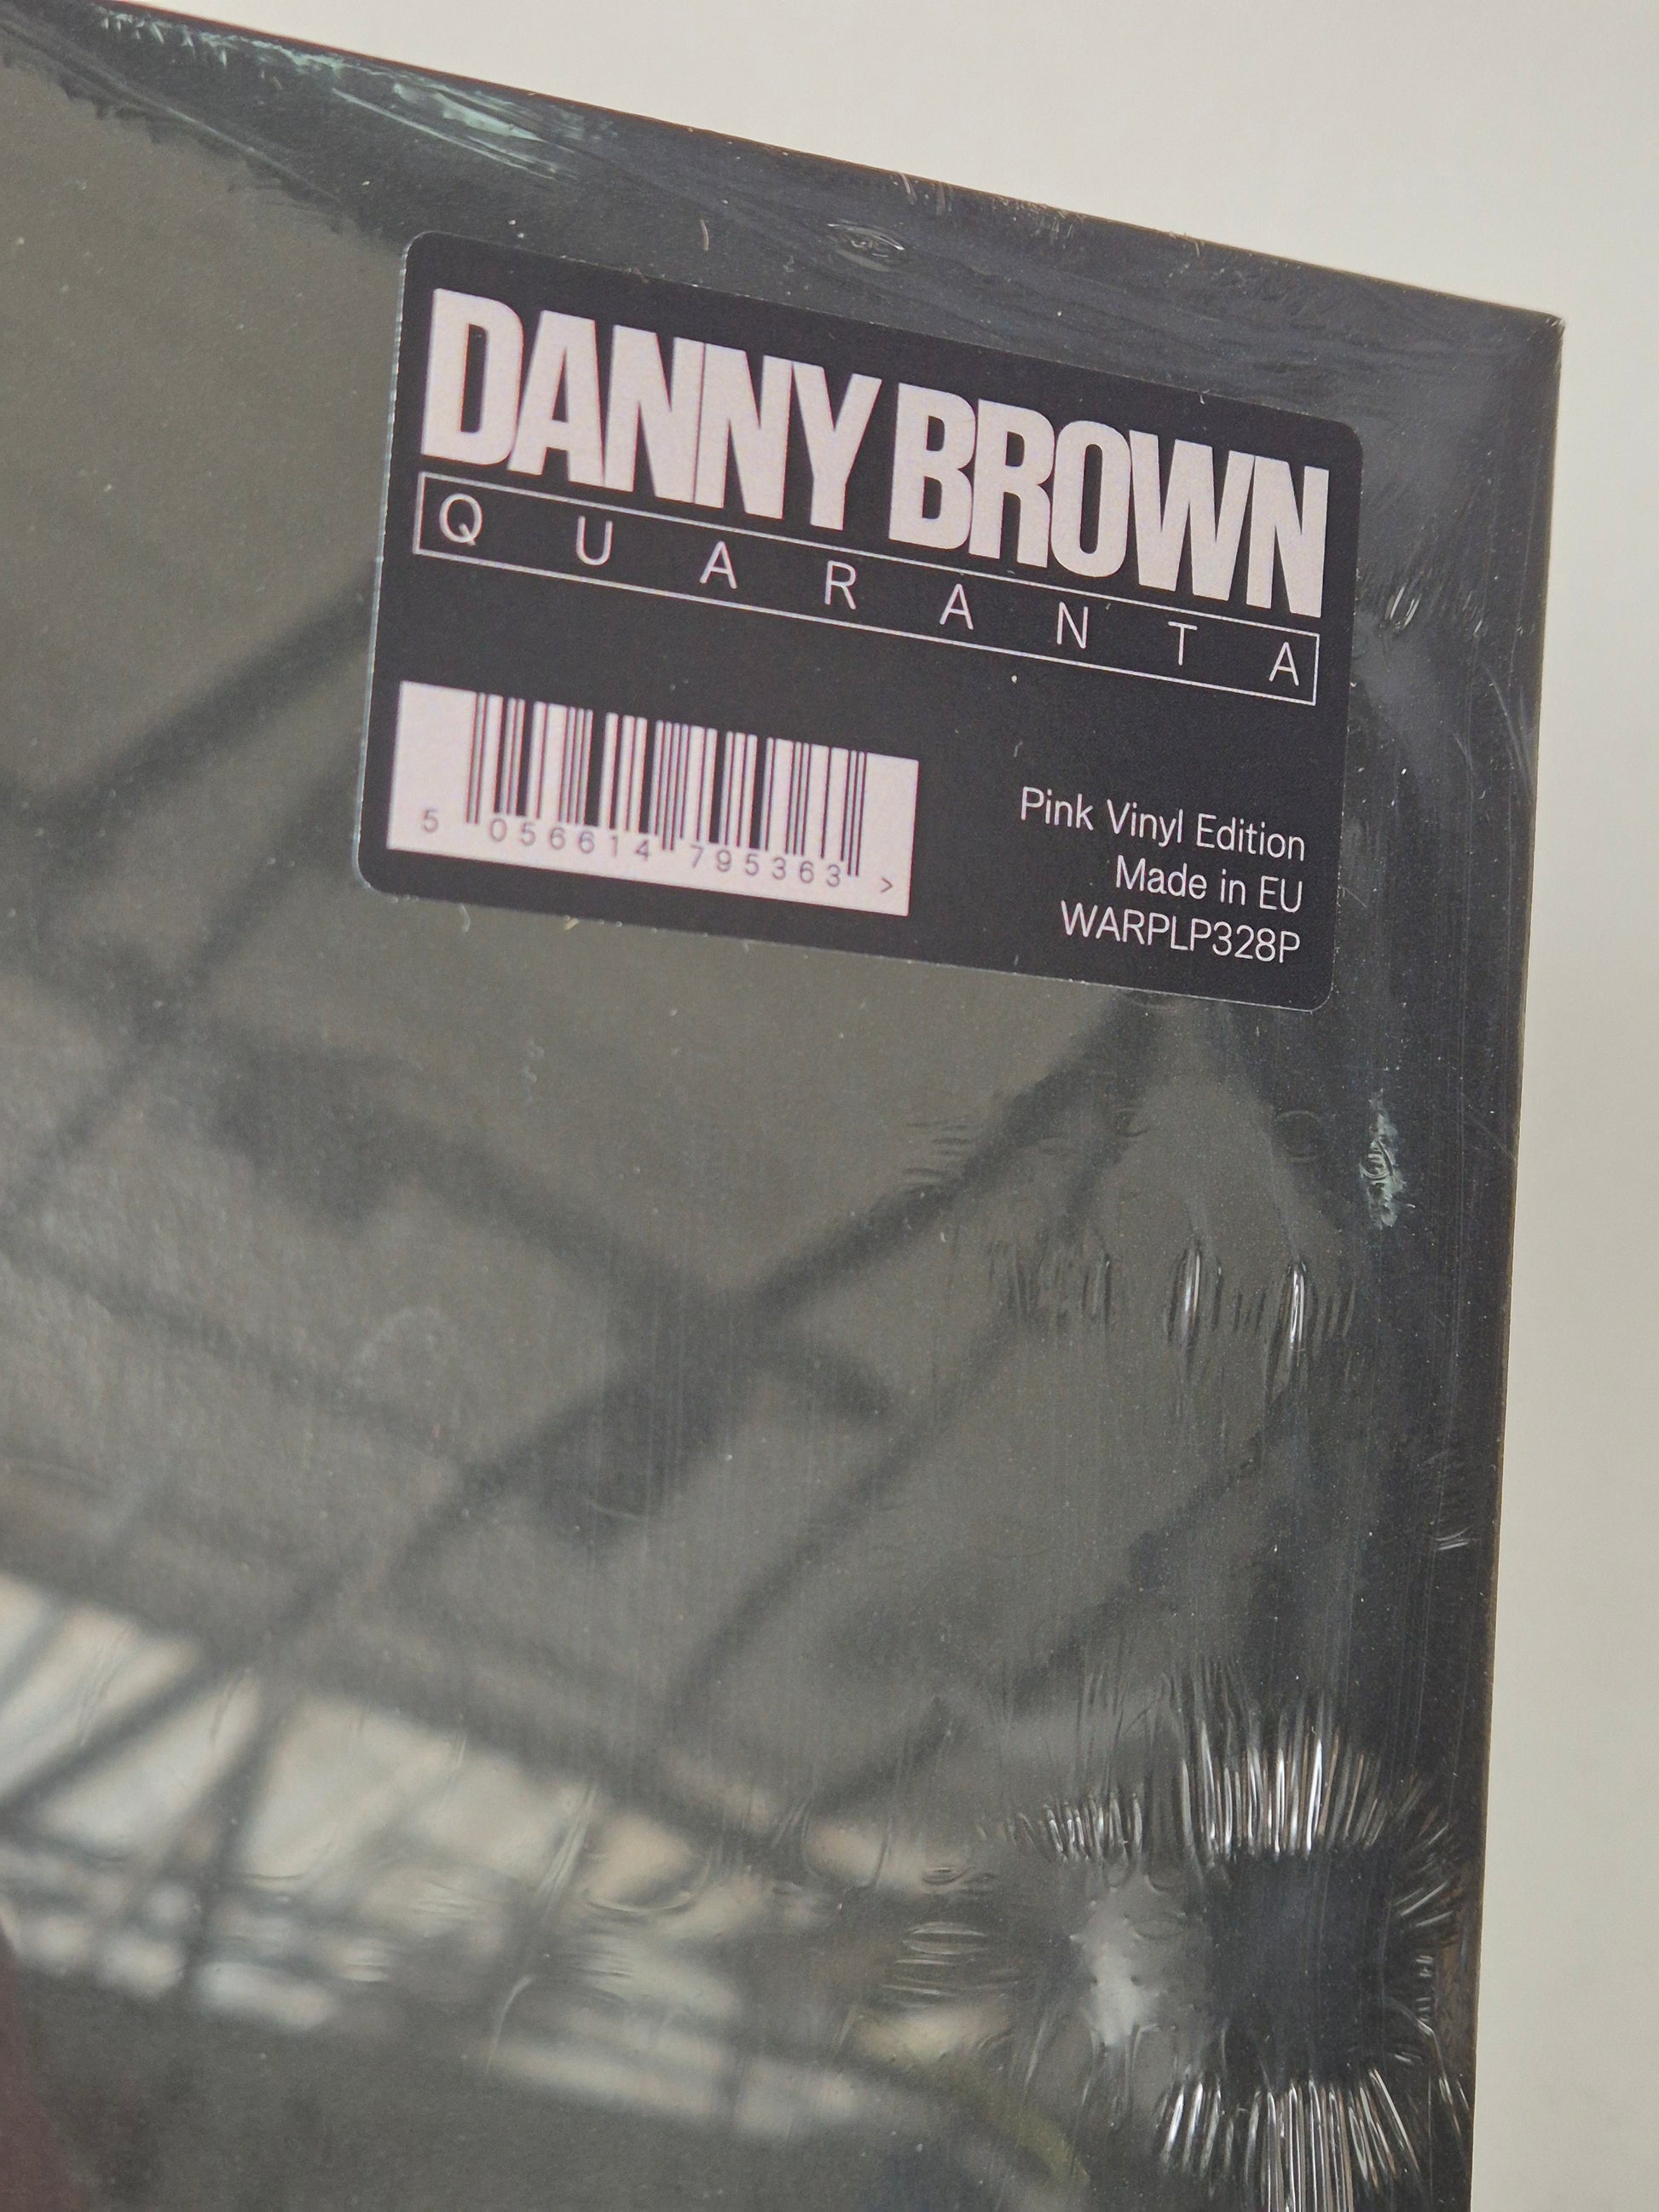 DANNY BROWN
QUARANTA
5 056614 795363 >
Pink Vinyl Edition
Made in EU
WARPLP328P